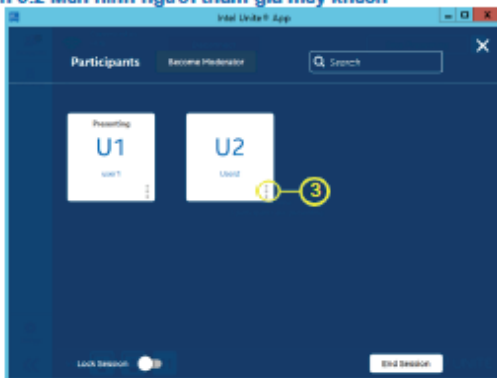 Intel Unite® App
Participants
Become Moderator
Search
Presenting
U1
user1
U2
User2
3
Lock Session
End Session